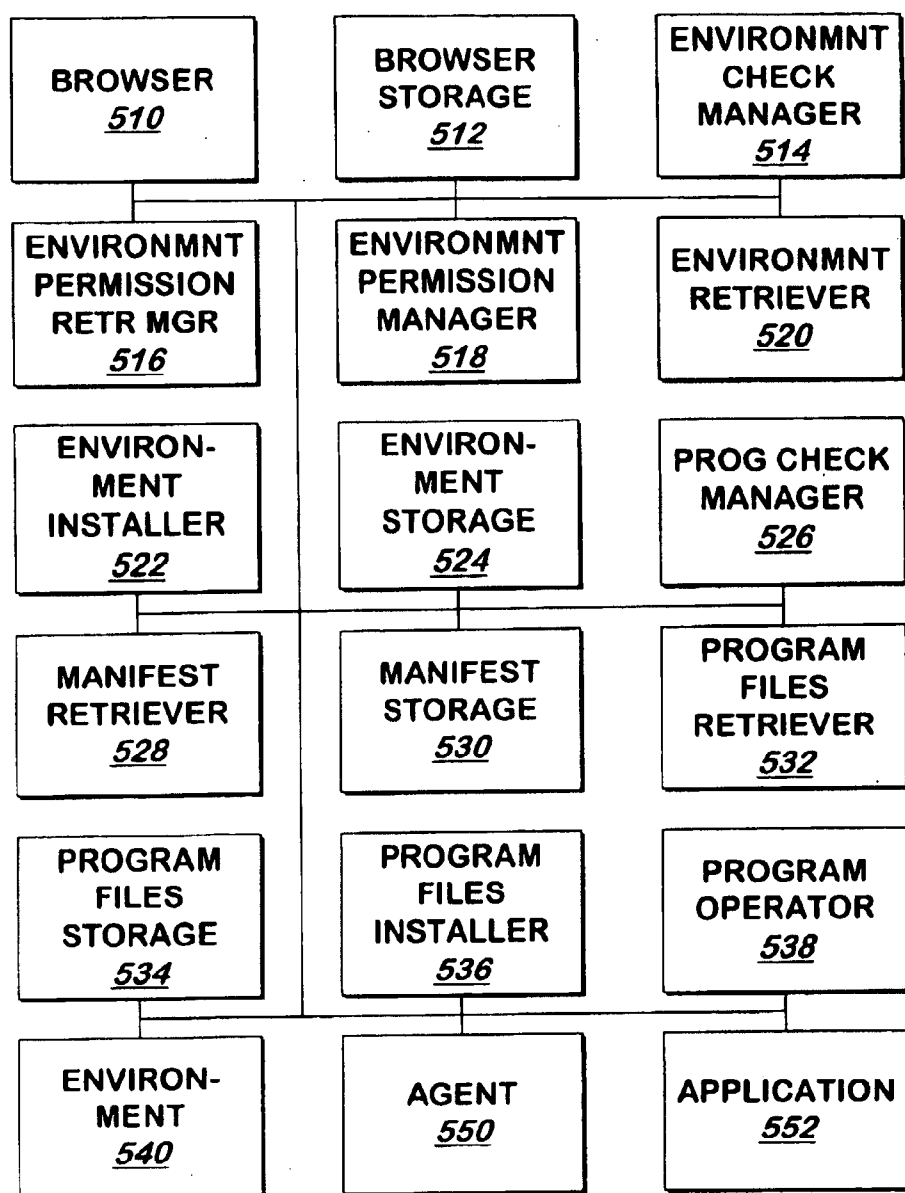 BROWSER
510
BROWSER
STORAGE
512
ENVIRONMNT
CHECK
MANAGER
514
ENVIRONMNT
PERMISSION
RETR MGR
516
ENVIRONMNT
PERMISSION
MANAGER
518
ENVIRONMNT
RETRIEVER
520
ENVIRON-
MENT
INSTALLER
522
ENVIRON-
MENT
STORAGE
524
PROG CHECK
MANAGER
526
MANIFEST
RETRIEVER
528
MANIFEST
STORAGE
530
PROGRAM
FILES
RETRIEVER
532
PROGRAM
FILES
STORAGE
534
PROGRAM
FILES
INSTALLER
536
PROGRAM
OPERATOR
538
ENVIRON-
MENT
540
AGENT
550
APPLICATION
552